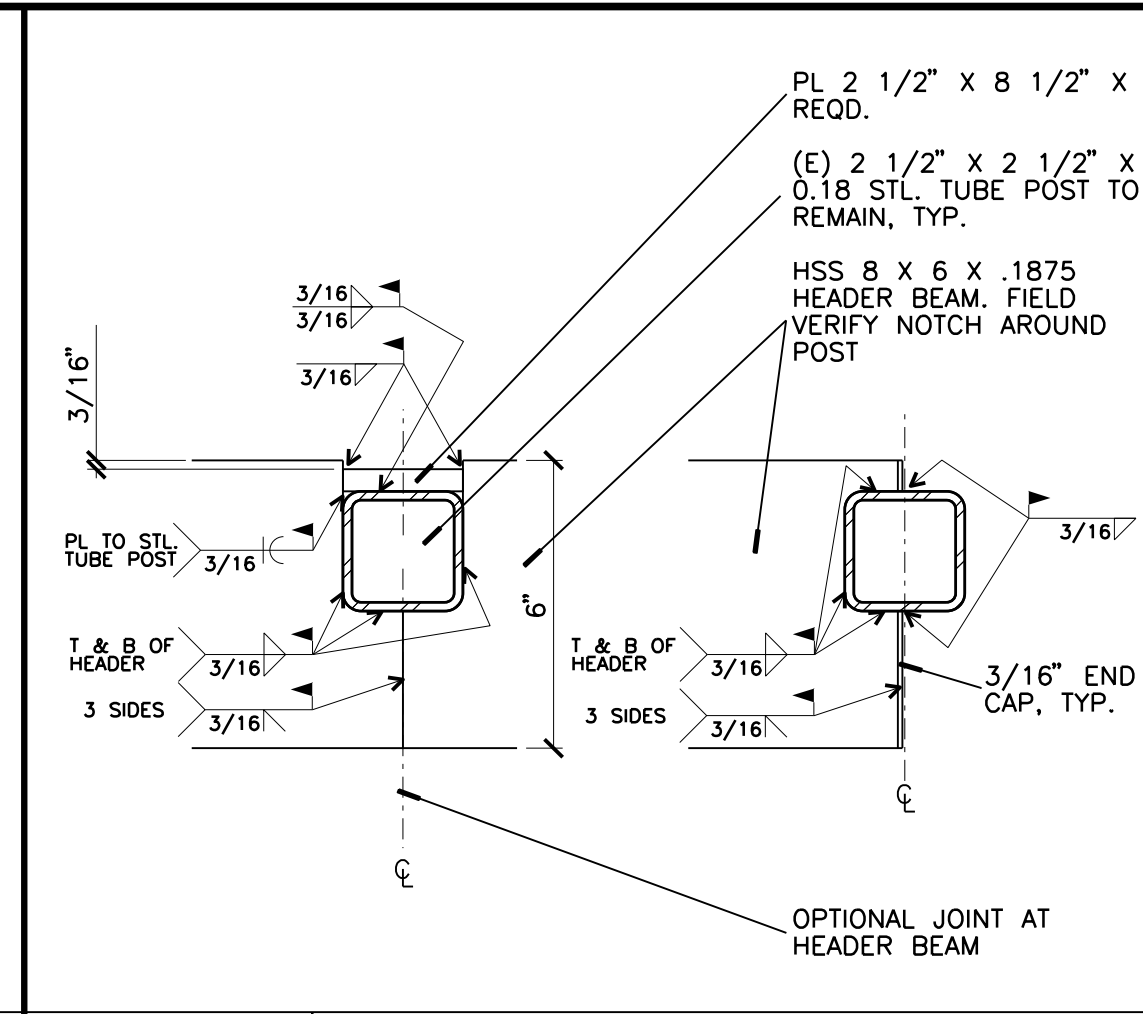 PL 2 1/2" X 8 1/2" X
REQD.
(E) 2 1/2" X 2 1/2" X
0.18 STL. TUBE POST TO
REMAIN, TYP.
HSS 8 X 6 X .1875
HEADER BEAM. FIELD
VERIFY NOTCH AROUND
POST
3/16
3/16
3/16
3/16"
PL TO STL.
TUBE POST
3/16
T & B OF
HEADER
3/16
3 SIDES
3/16
6"
T & B OF
HEADER
3/16
3 SIDES
3/16
3/16
3/16" END
CAP, TYP.
℄
℄
OPTIONAL JOINT AT
HEADER BEAM